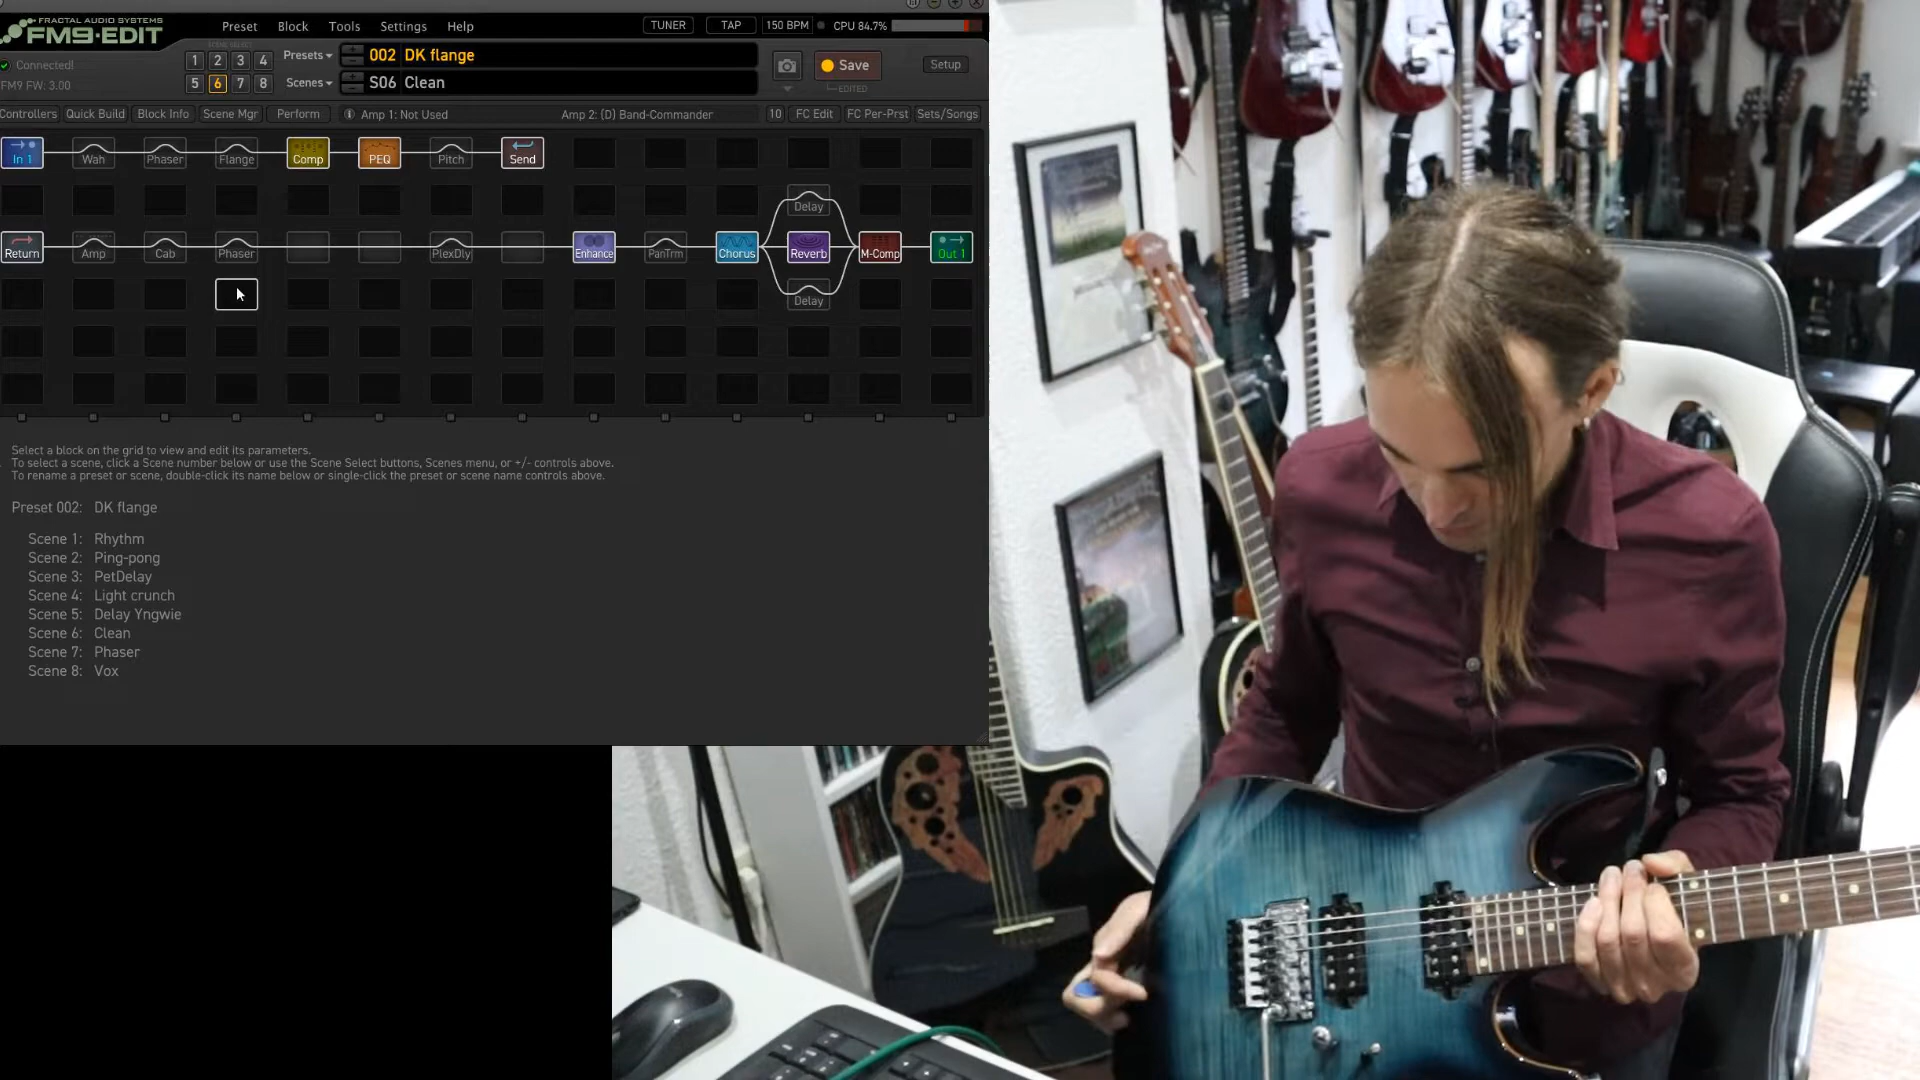 FRACTAL AUDIO SYSTEMS
FM9-EDIT
Preset Block Tools Settings Help
TUNER TAP 150 BPM CPU 84.7%
SCENE SELECT
1 2 3 4
5 6 7 8
Presets 002 DK flange
Scenes S06 Clean
Save
EDITED
Setup
Connected!
FM9 FW: 3.00
Controllers Quick Build Block Info Scene Mgr Perform Amp 1: Not Used Amp 2: (D) Band-Commander 10 FC Edit FC Per-Prst Sets/Songs
In 1 Wah Phaser Flange Comp PEQ Pitch Send
Delay
Return Amp Cab Phaser PlexDly Enhance PanTrm Chorus Reverb M-Comp Out 1
Delay
Select a block on the grid to view and edit its parameters.
To select a scene, click a Scene number below or use the Scene Select buttons, Scenes menu, or +/- controls above.
To rename a preset or scene, double-click its name below or single-click the preset or scene name controls above.
Preset 002: DK flange
Scene 1: Rhythm
Scene 2: Ping-pong
Scene 3: PetDelay
Scene 4: Light crunch
Scene 5: Delay Yngwie
Scene 6: Clean
Scene 7: Phaser
Scene 8: Vox